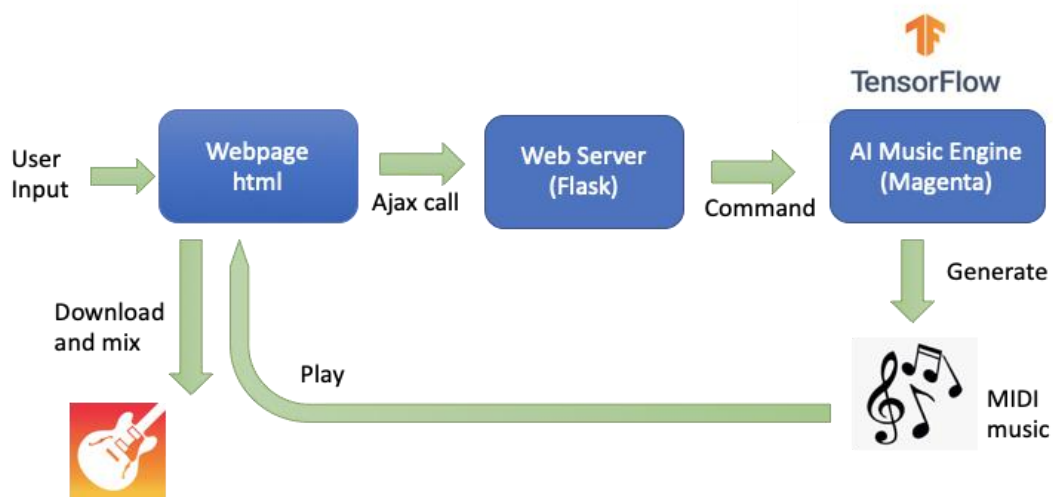 TensorFlow
User
Input
Webpage
html
Ajax call
Web Server
(Flask)
Command
AI Music Engine
(Magenta)
Generate
Download
and mix
Play
MIDI
music